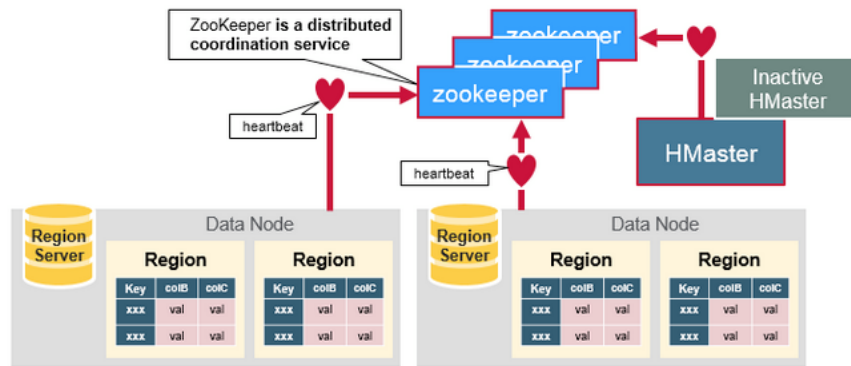 ZooKeeper is a distributed
coordination service
zookeeper
zookeeper
zookeeper
Inactive
HMaster
HMaster
heartbeat
heartbeat
Region
Server
Data Node
Region
Region
Key colB colC
xxx val val
xxx val val
Key colB colC
xxx val val
xxx val val
Region
Server
Data Node
Region
Region
Key colB colC
xxx val val
xxx val val
Key colB colC
xxx val val
xxx val val